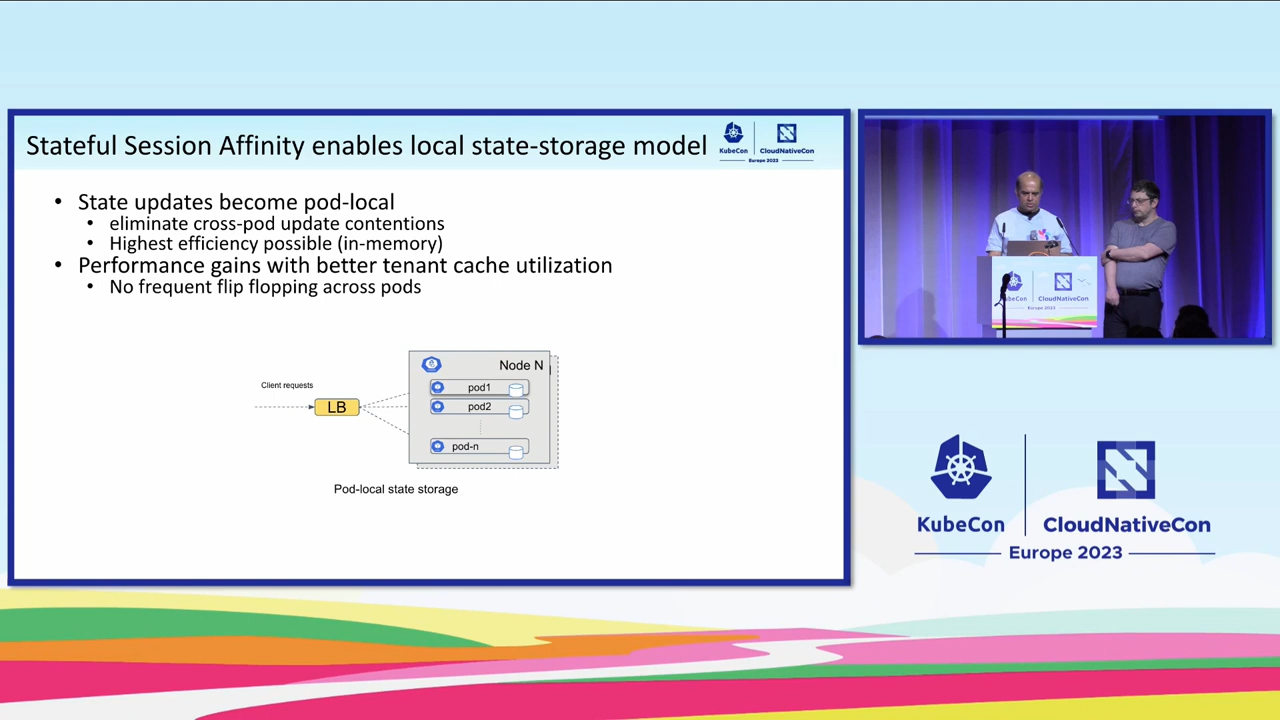 Stateful Session Affinity enables local state-storage model
KubeCon
CloudNativeCon
Europe 2023
• State updates become pod-local
• eliminate cross-pod update contentions
• Highest efficiency possible (in-memory)
• Performance gains with better tenant cache utilization
• No frequent flip flopping across pods
Client requests
LB
Node N
pod1
pod2
pod-n
Pod-local state storage
CloudNativeCon
Europe 2023
KubeCon
CloudNativeCon
Europe 2023